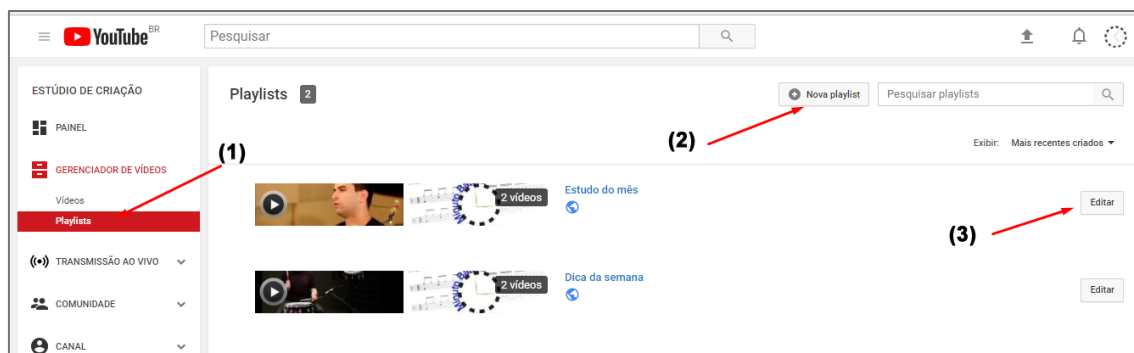 YouTube BR
Pesquisar
ESTÚDIO DE CRIAÇÃO
PAINEL
GERENCIADOR DE VÍDEOS
Vídeos
Playlists
TRANSMISSÃO AO VIVO
COMUNIDADE
CANAL
(1)
Playlists 2
Nova playlist
Pesquisar playlists
(2)
Exibir: Mais recentes criados
2 vídeos
Estudo do mês
Editar
(3)
2 vídeos
Dica da semana
Editar